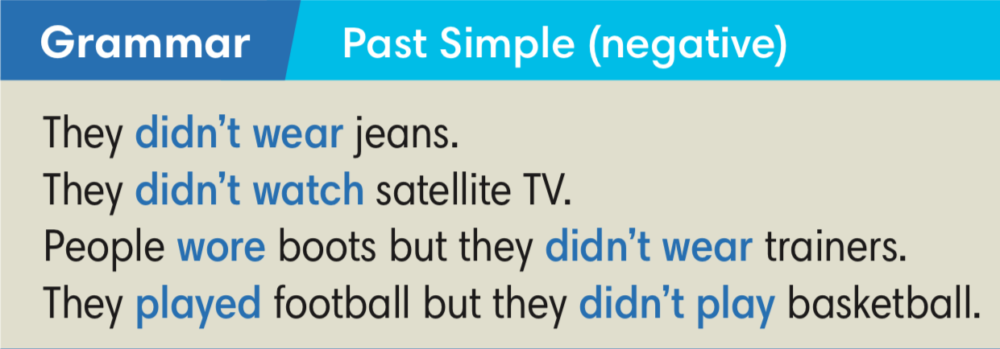 Grammar Past Simple (negative)
They didn't wear jeans.
They didn't watch satellite TV.
People wore boots but they didn't wear trainers.
They played football but they didn't play basketball.